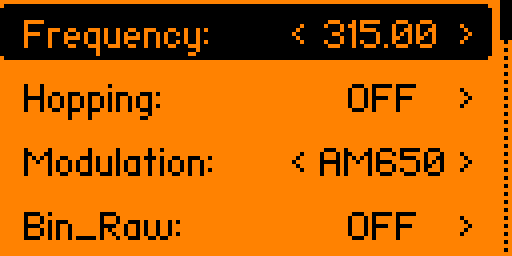 Frequency: < 315.00 >
Hopping: OFF >
Modulation: < AM650 >
Bin_Raw: OFF >